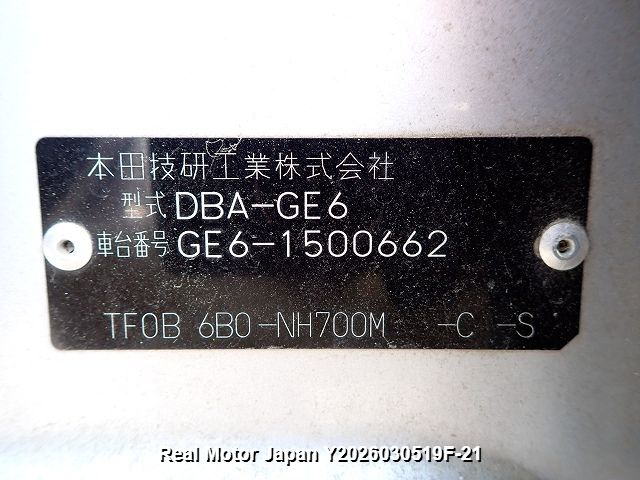 本田技研工業株式会社
型式 DBA-GE6
車台番号 GE6-1500662
TF0B 6B0-NH700M -C -S
Real Motor Japan Y2026030519F-21